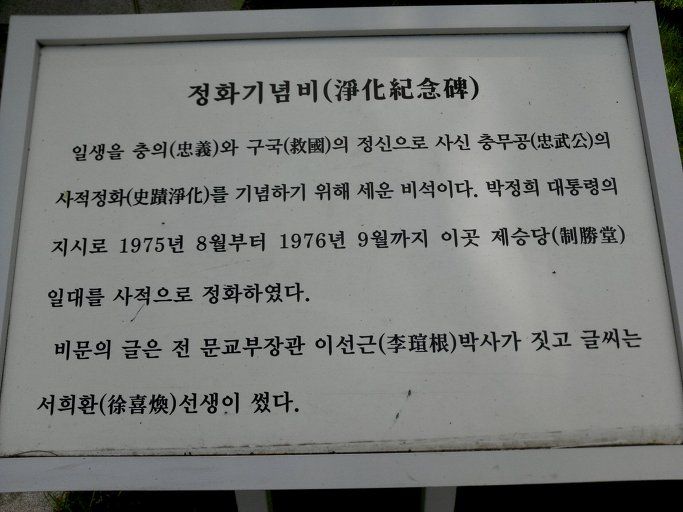 정화기념비(淨化紀念碑)
일생을 충의(忠義)와 구국(救國)의 정신으로 사신 충무공(忠武公)의
사적정화(史蹟淨化)를 기념하기 위해 세운 비석이다. 박정희 대통령의
지시로 1975년 8월부터 1976년 9월까지 이곳 제승당(制勝堂)
일대를 사적으로 정화하였다.
비문의 글은 전 문교부장관 이선근(李瑄根)박사가 짓고 글씨는
서희환(徐喜煥)선생이 썼다.